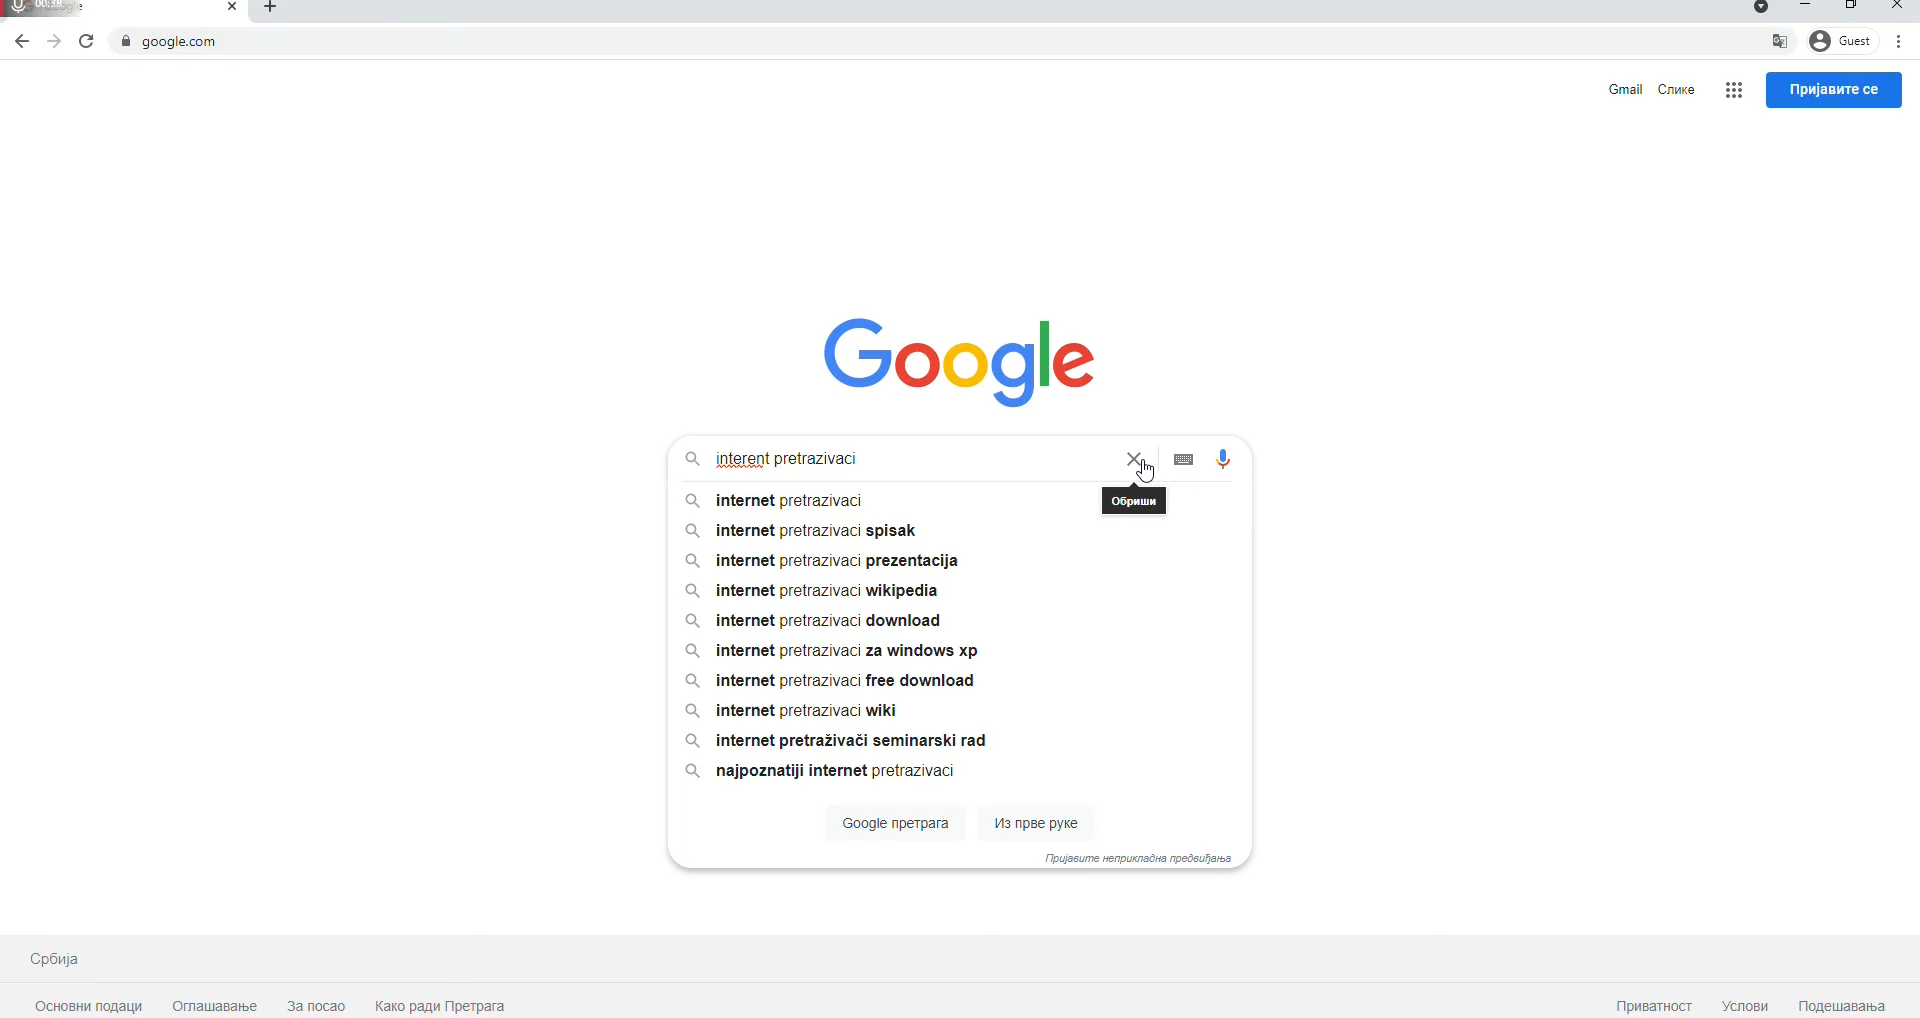 00:38
google.com
Guest
Gmail Слике Пријавите се
Google
interent pretrazivaci
Обриши
internet pretrazivaci
internet pretrazivaci spisak
internet pretrazivaci prezentacija
internet pretrazivaci wikipedia
internet pretrazivaci download
internet pretrazivaci za windows xp
internet pretrazivaci free download
internet pretrazivaci wiki
internet pretraživači seminarski rad
najpoznatiji internet pretrazivaci
Google претрага Из прве руке
Пријавите неприкладна предвиђања
Србија
Основни подаци Оглашавање За посао Како ради Претрага Приватност Услови Подешавања